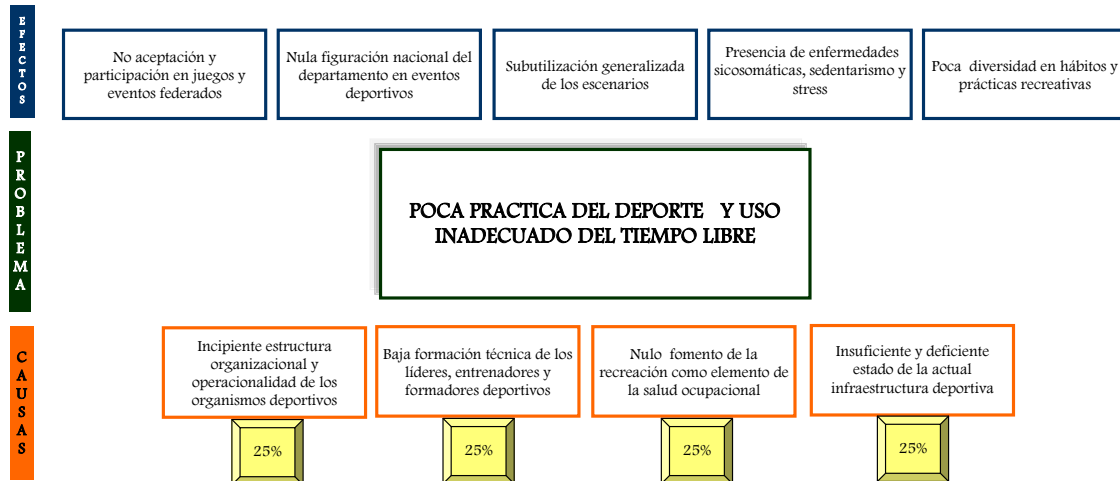 EFECTOS
No aceptación y
participación en juegos y
eventos federados
Nula figuración nacional del
departamento en eventos
deportivos
Subutilización generalizada
de los escenarios
Presencia de enfermedades
sicosomáticas, sedentarismo y
stress
Poca diversidad en hábitos y
prácticas recreativas
PROBLEMA
POCA PRACTICA DEL DEPORTE Y USO
INADECUADO DEL TIEMPO LIBRE
CAUSAS
Incipiente estructura
organizacional y
operacionalidad de los
organismos deportivos
Baja formación técnica de los
líderes, entrenadores y
formadores deportivos
Nulo fomento de la
recreación como elemento de
la salud ocupacional
Insuficiente y deficiente
estado de la actual
infraestructura deportiva
25%
25%
25%
25%